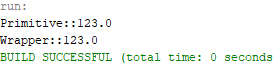 run:
Primitive::123.0
Wrapper::123.0
BUILD SUCCESSFUL (total time: 0 seconds